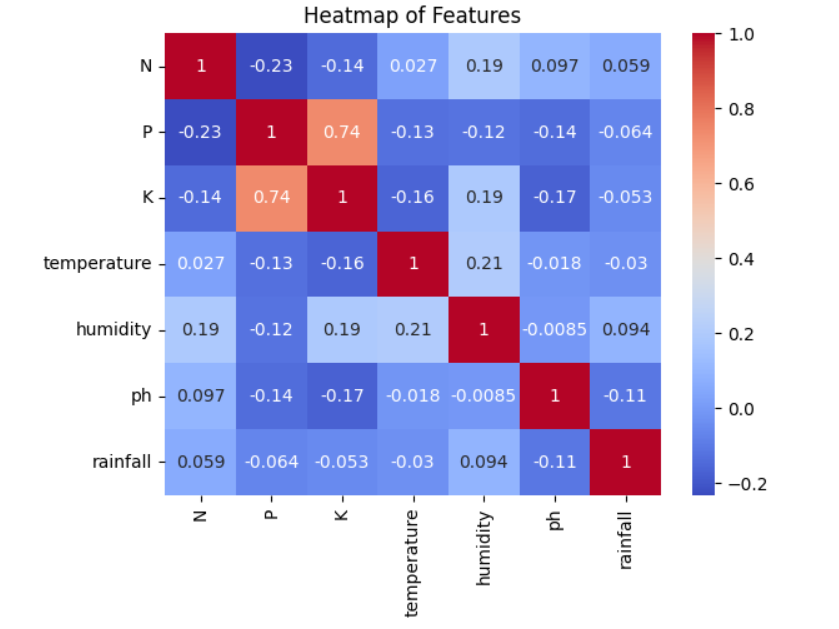 Heatmap of Features
N 1 -0.23 -0.14 0.027 0.19 0.097 0.059
P -0.23 1 0.74 -0.13 -0.12 -0.14 -0.064
K -0.14 0.74 1 -0.16 0.19 -0.17 -0.053
temperature 0.027 -0.13 -0.16 1 0.21 -0.018 -0.03
humidity 0.19 -0.12 0.19 0.21 1 -0.0085 0.094
ph 0.097 -0.14 -0.17 -0.018 -0.0085 1 -0.11
rainfall 0.059 -0.064 -0.053 -0.03 0.094 -0.11 1
N P K temperature humidity ph rainfall
1.0
0.8
0.6
0.4
0.2
0.0
−0.2